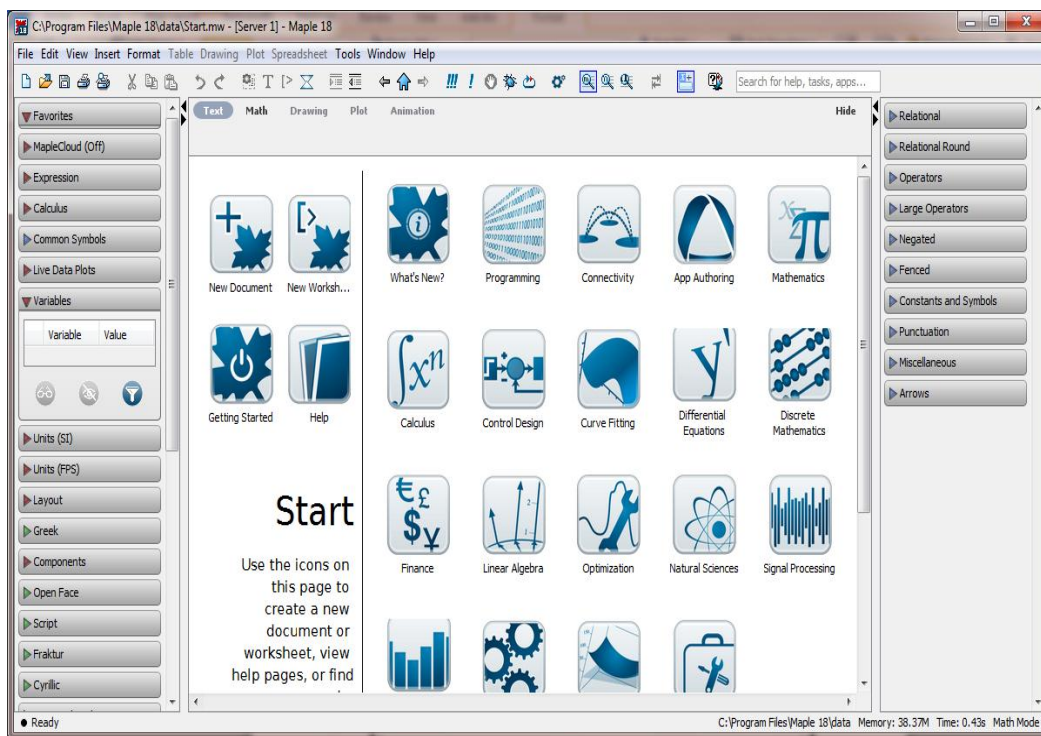 C:\Program Files\Maple 18\data\Start.mw - [Server 1] - Maple 18
File Edit View Insert Format Table Drawing Plot Spreadsheet Tools Window Help
Search for help, tasks, apps...
Favorites
MapleCloud (Off)
Expression
Calculus
Common Symbols
Live Data Plots
Variables
Variable Value
Units (SI)
Units (FPS)
Layout
Greek
Components
Open Face
Script
Fraktur
Cyrillic
Text Math Drawing Plot Animation Hide
New Document New Worksh...
Getting Started Help
Start
Use the icons on
this page to
create a new
document or
worksheet, view
help pages, or find
What's New? Programming Connectivity App Authoring Mathematics
Calculus Control Design Curve Fitting Differential Equations Discrete Mathematics
Finance Linear Algebra Optimization Natural Sciences Signal Processing
Relational
Relational Round
Operators
Large Operators
Negated
Fenced
Constants and Symbols
Punctuation
Miscellaneous
Arrows
Ready
C:\Program Files\Maple 18\data Memory: 38.37M Time: 0.43s Math Mode